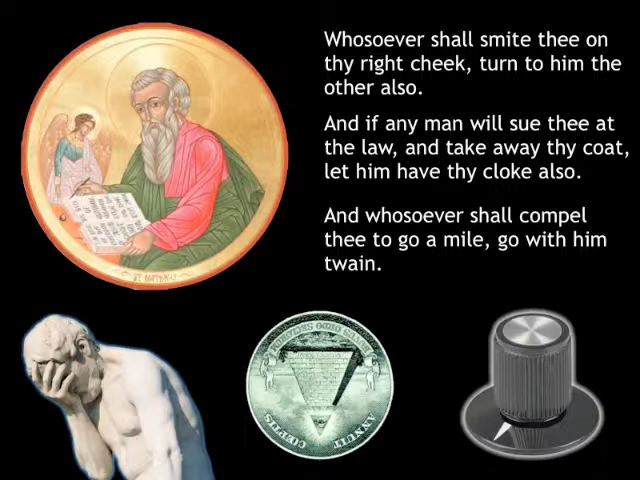 Whosoever shall smite thee on
thy right cheek, turn to him the
other also.
And if any man will sue thee at
the law, and take away thy coat,
let him have thy cloke also.
And whosoever shall compel
thee to go a mile, go with him
twain.
ANNUIT
CŒPTIS